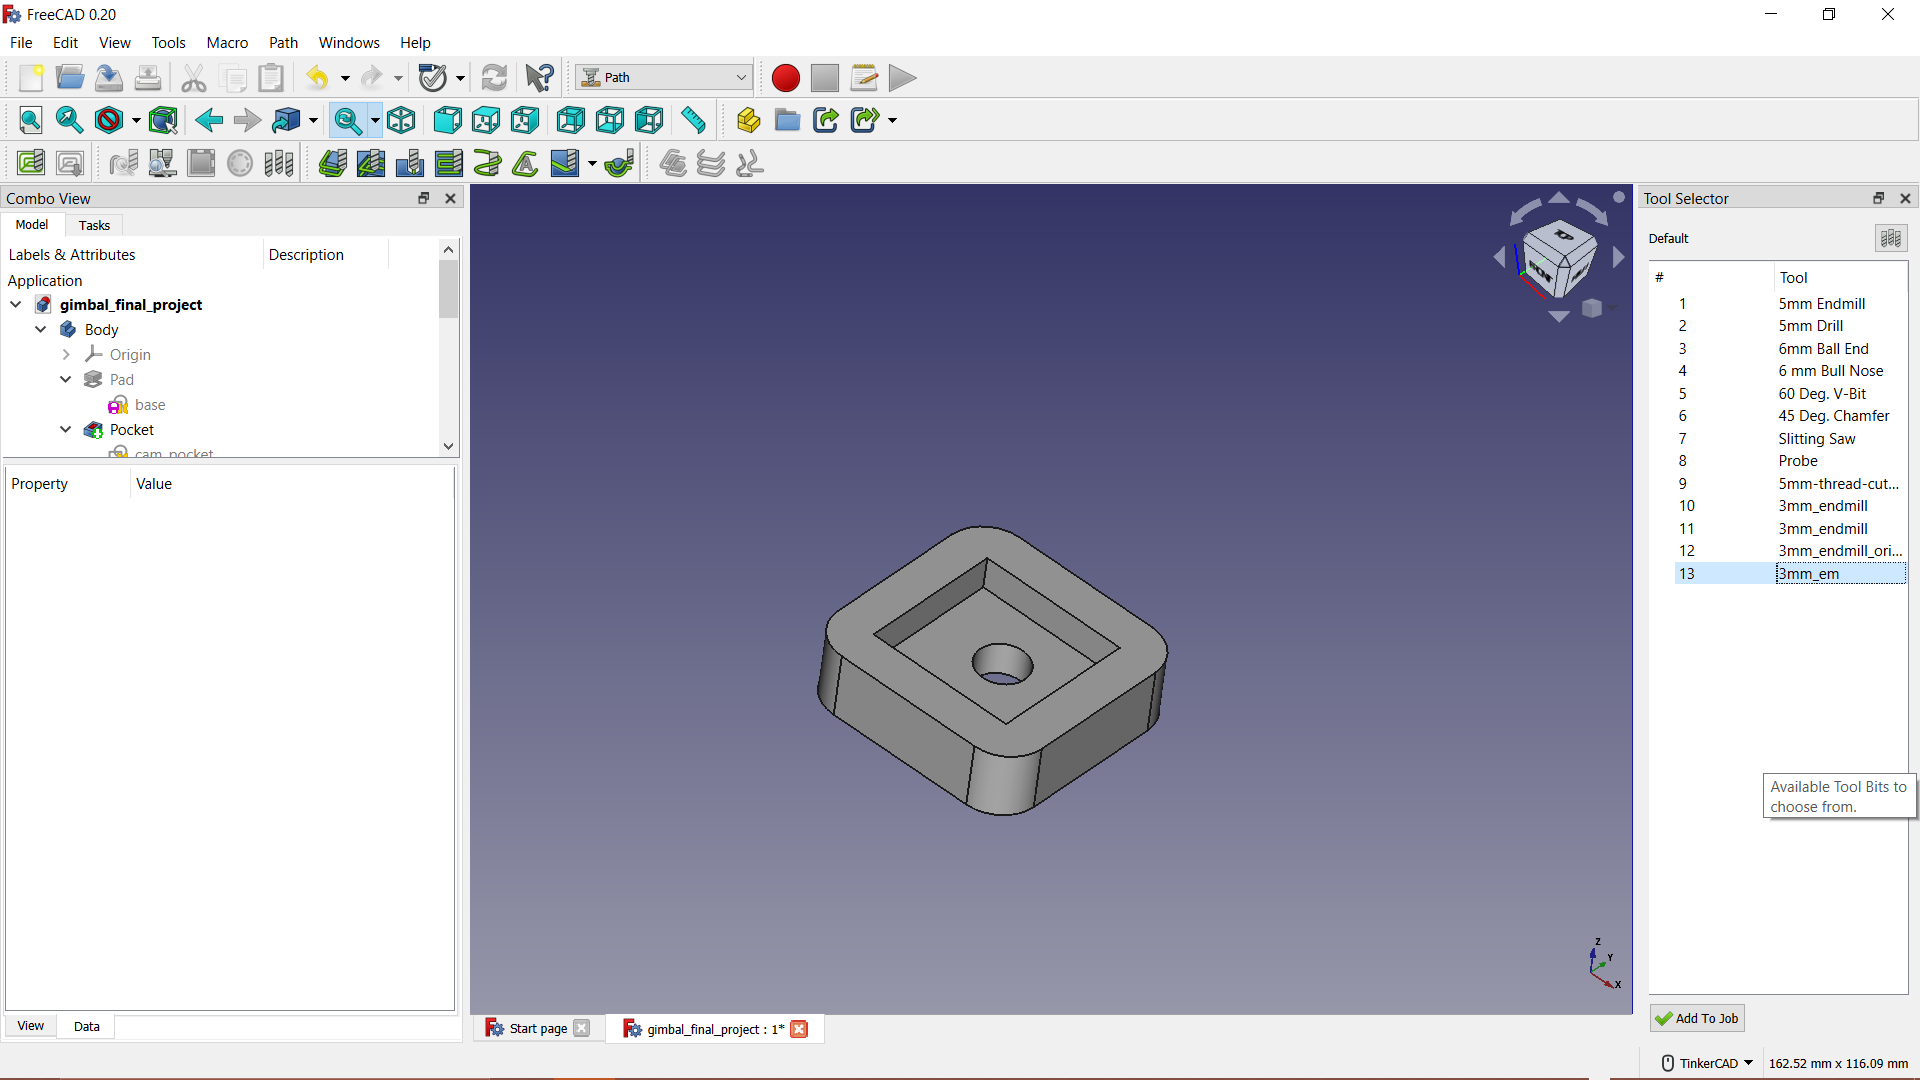 FreeCAD 0.20
File Edit View Tools Macro Path Windows Help
Path
Combo View
Model Tasks
Labels & Attributes Description
Application
gimbal_final_project
Body
Origin
Pad
base
Pocket
cam_pocket
Property Value
View Data
TOP
Z
Y
X
Start page
gimbal_final_project : 1*
Tool Selector
Default
# Tool
1 5mm Endmill
2 5mm Drill
3 6mm Ball End
4 6 mm Bull Nose
5 60 Deg. V-Bit
6 45 Deg. Chamfer
7 Slitting Saw
8 Probe
9 5mm-thread-cut...
10 3mm_endmill
11 3mm_endmill
12 3mm_endmill_ori...
13 3mm_em
Available Tool Bits to
choose from.
Add To Job
TinkerCAD 162.52 mm x 116.09 mm